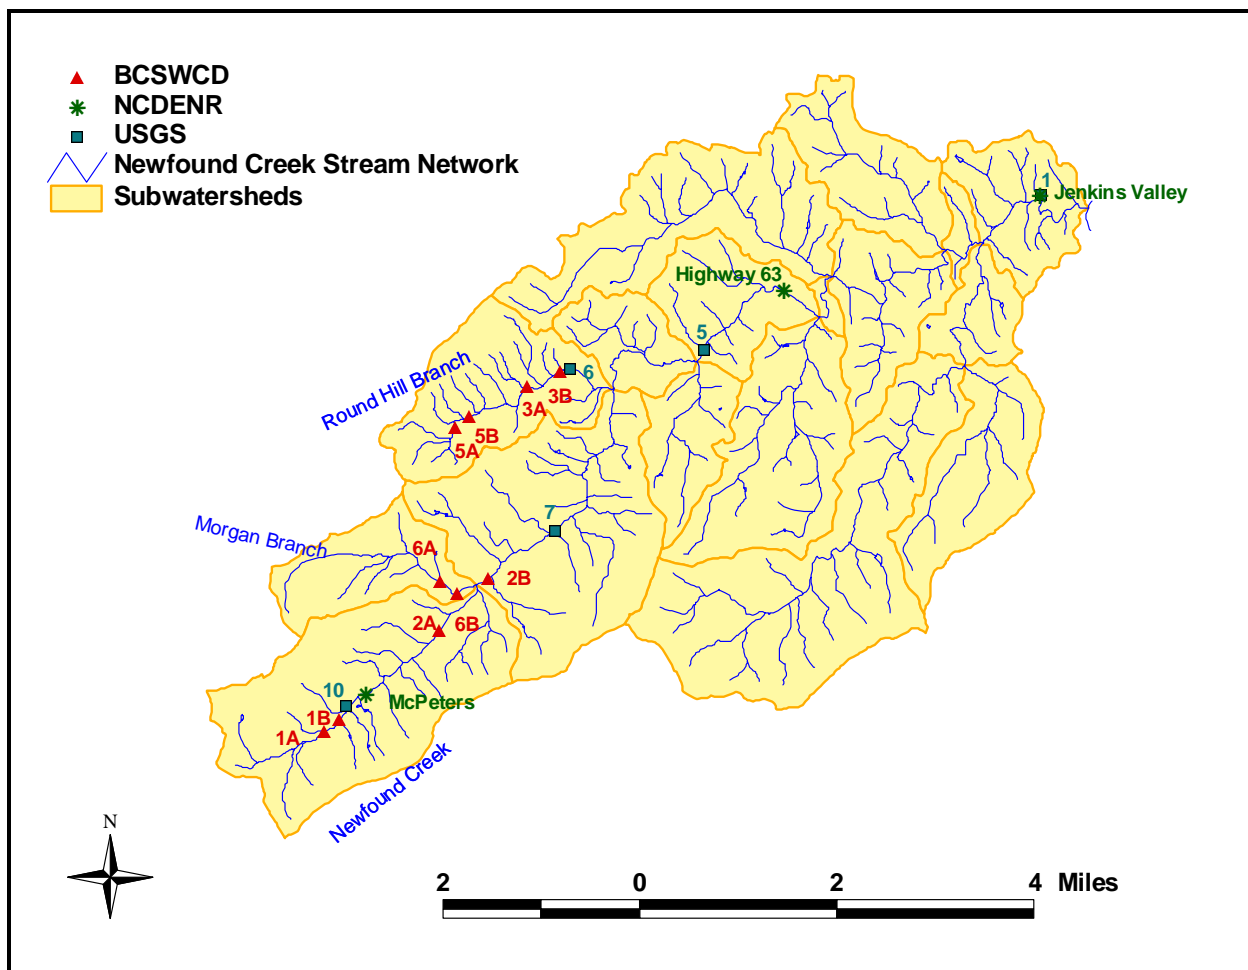 BCSWCD
NCDENR
USGS
Newfound Creek Stream Network
Subwatersheds
1
Jenkins Valley
Highway 63
5
Round Hill Branch
6
3B
3A
5B
5A
7
Morgan Branch
6A
2B
2A
6B
10
McPeters
1B
1A
Newfound Creek
N
2 0 2 4 Miles